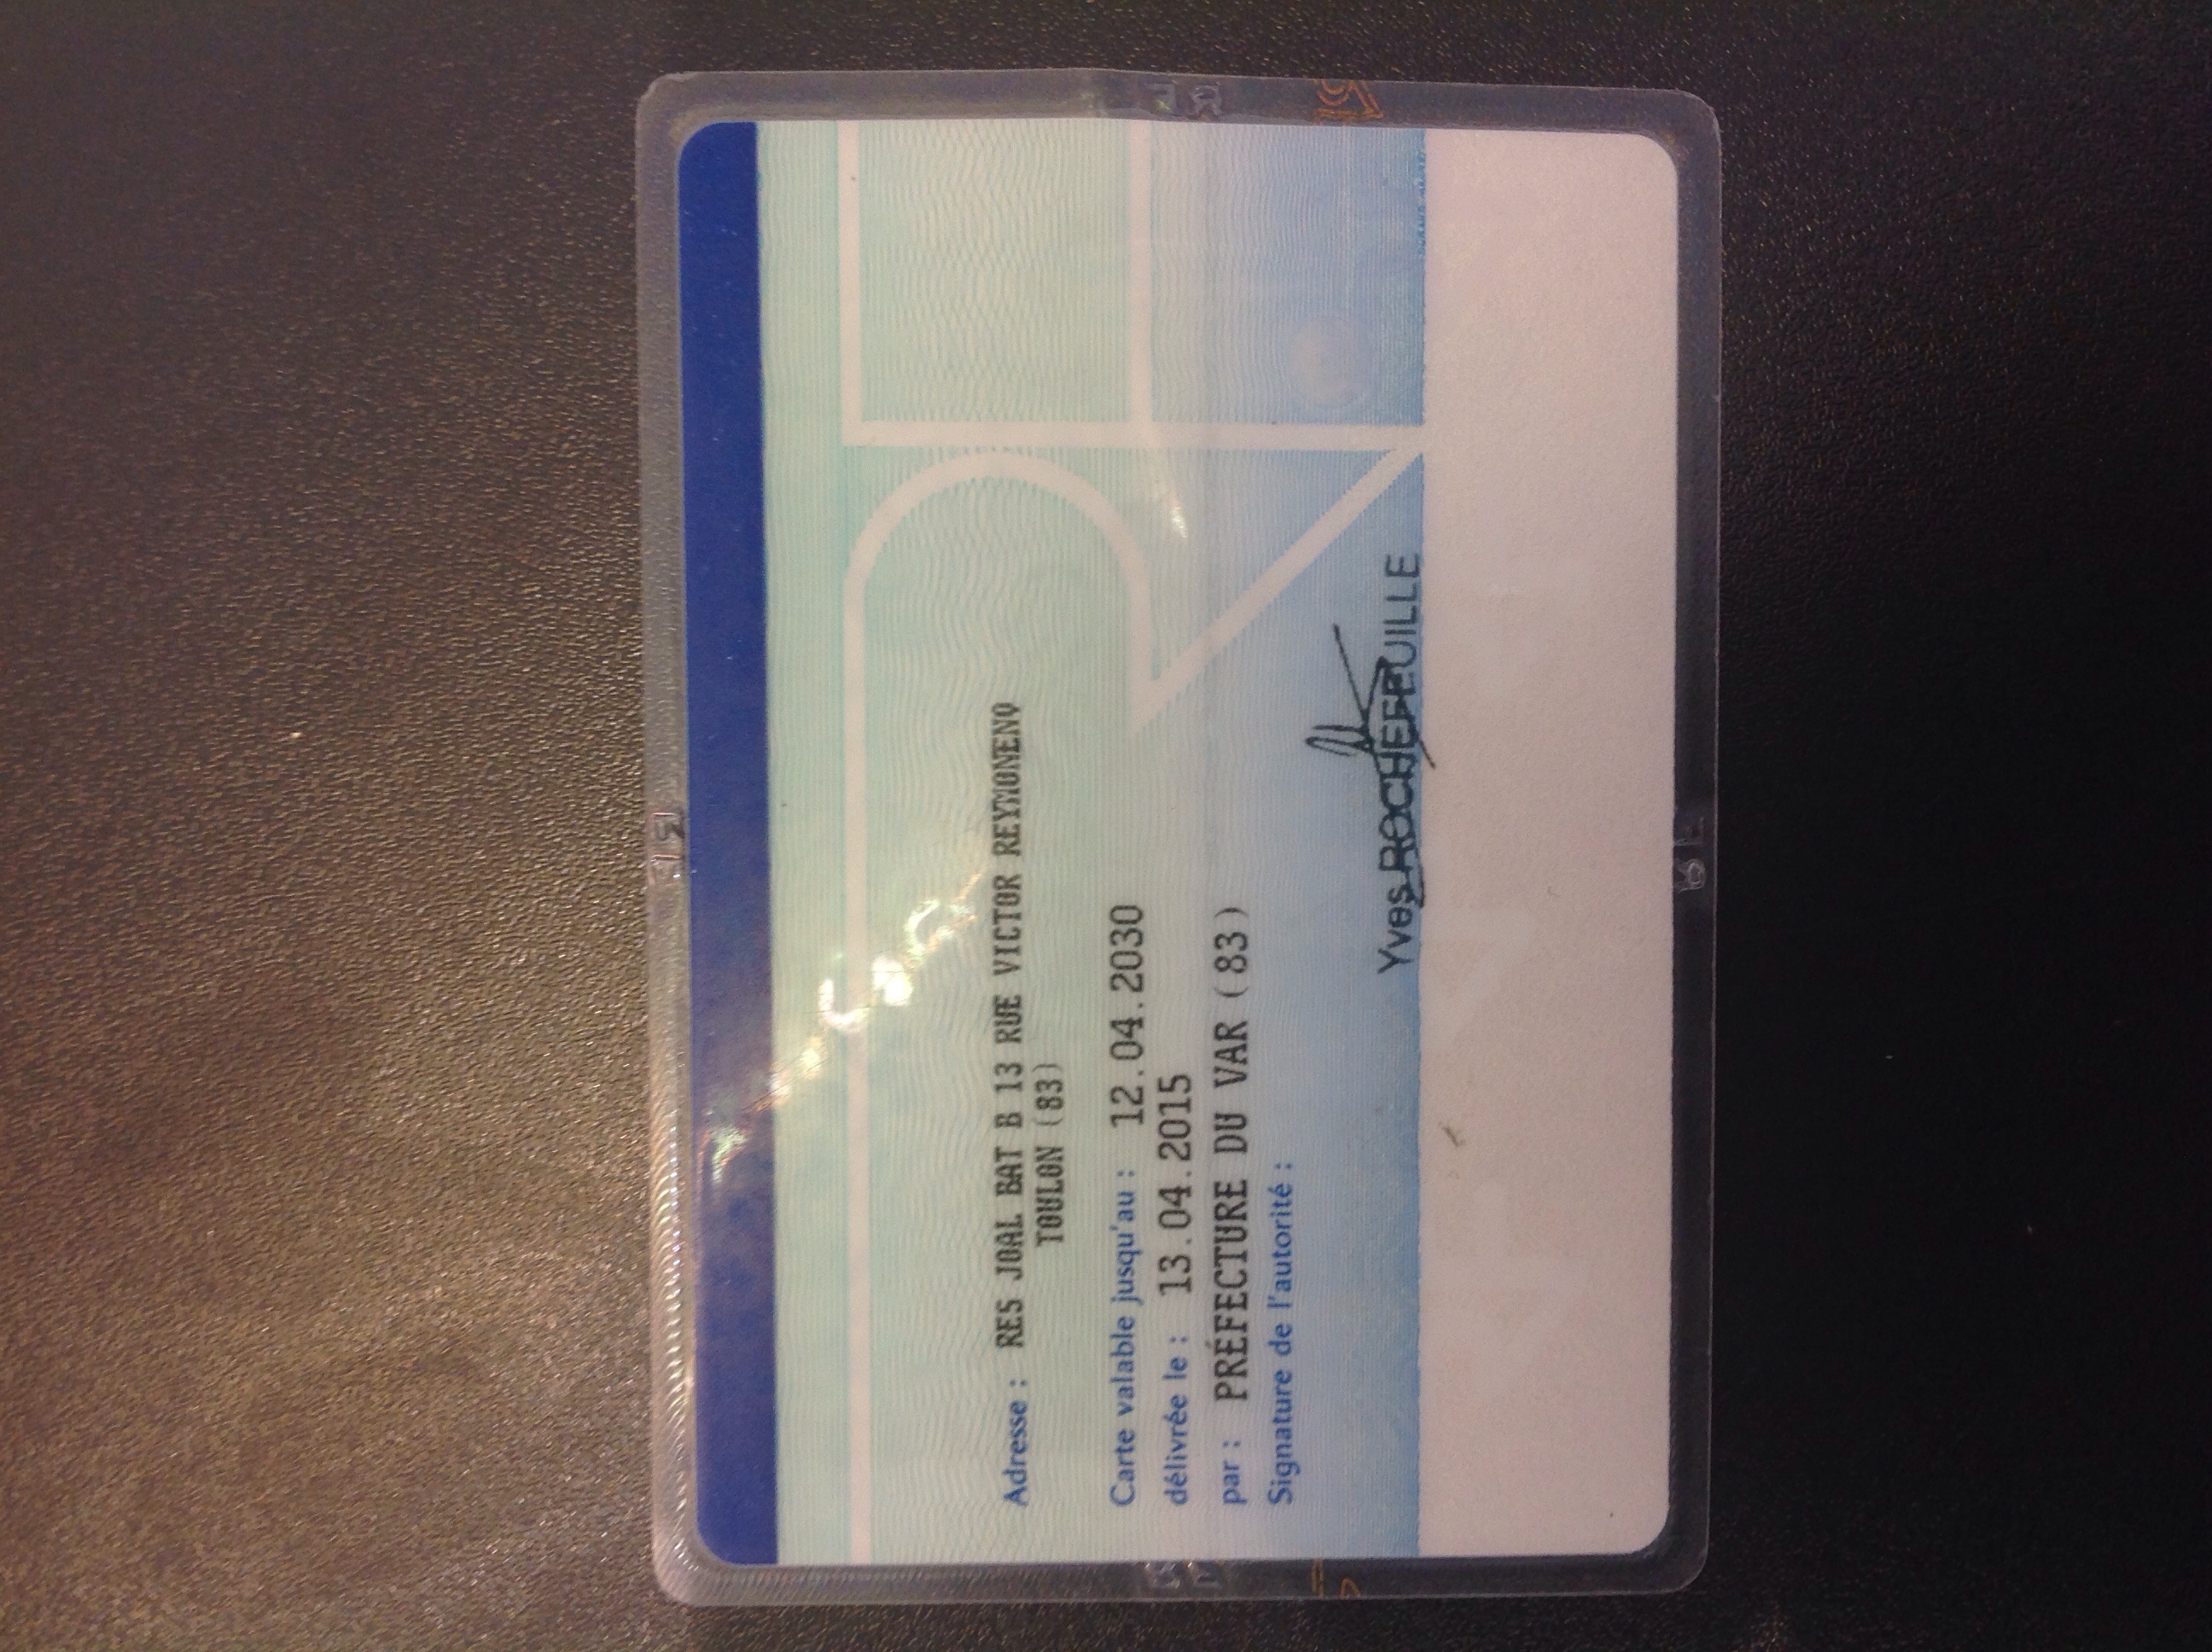 Adresse : RES JOAL BAT B 13 RUE VICTOR REYMONENQ
TOULON (83)
Carte valable jusqu'au : 12.04.2030
délivrée le : 13.04.2015
par : PRÉFECTURE DU VAR (83)
Signature de l'autorité :
Yves ROCHEFEUILLE